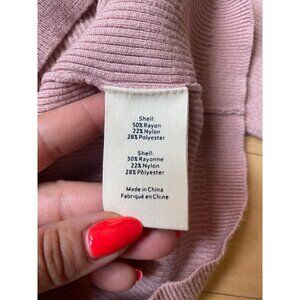 Shell:
50% Rayon
22% Nylon
28% Polyester
Shell:
50% Rayonne
22% Nylon
28% Polyester
Made in China
Fabriqué en Chine